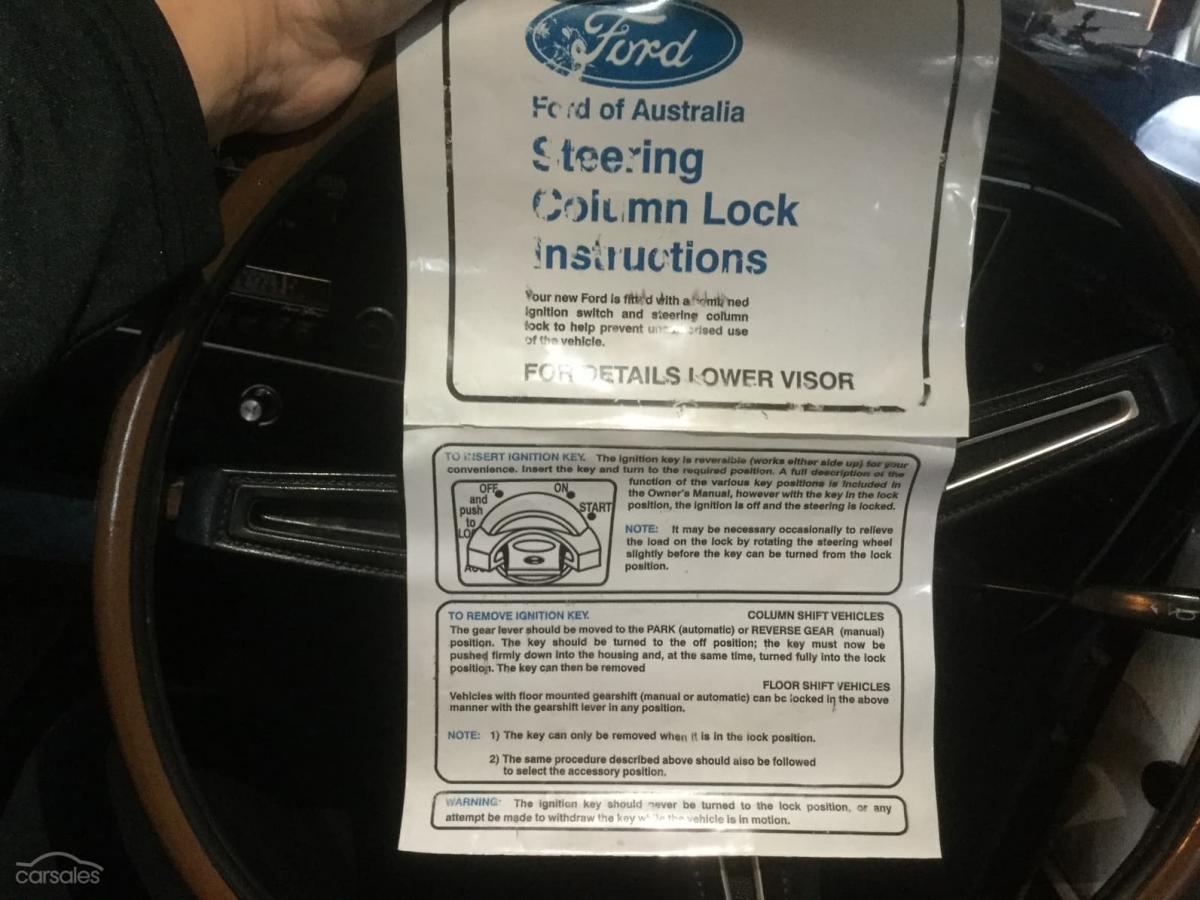 Ford
Ford of Australia
Steering
Column Lock
Instructions
Your new Ford is fitted with a combined
ignition switch and steering column
lock to help prevent unauthorised use
of the vehicle.
FOR DETAILS LOWER VISOR
TO INSERT IGNITION KEY. The ignition key is reversible (works either side up) for your
convenience. Insert the key and turn to the required position. A full description of the
function of the various key positions is included in
the Owner's Manual, however with the key in the lock
position, the ignition is off and the steering is locked.
OFF
and
push
to
ON
START
NOTE: It may be necessary occasionally to relieve
the load on the lock by rotating the steering wheel
slightly before the key can be turned from the lock
position.
TO REMOVE IGNITION KEY. COLUMN SHIFT VEHICLES
The gear lever should be moved to the PARK (automatic) or REVERSE GEAR (manual)
position. The key should be turned to the off position; the key must now be
pushed firmly down into the housing and, at the same time, turned fully into the lock
position. The key can then be removed
FLOOR SHIFT VEHICLES
Vehicles with floor mounted gearshift (manual or automatic) can be locked in the above
manner with the gearshift lever in any position.
NOTE: 1) The key can only be removed when it is in the lock position.
2) The same procedure described above should also be followed
to select the accessory position.
WARNING: The ignition key should never be turned to the lock position, or any
attempt be made to withdraw the key while the vehicle is in motion.
carsales